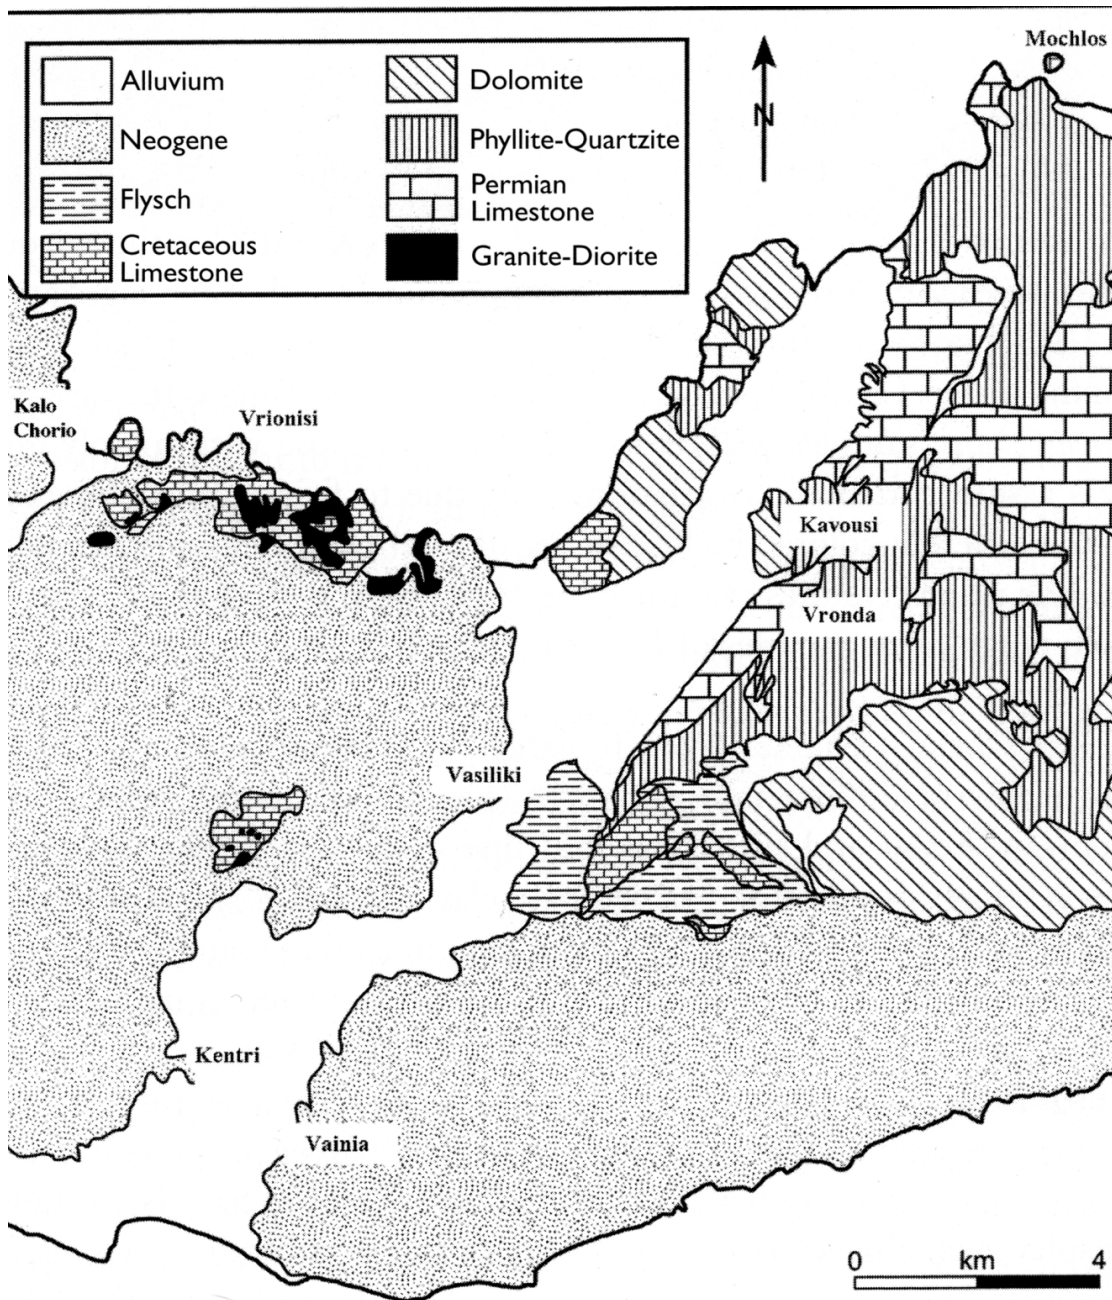 Alluvium
Neogene
Flysch
Cretaceous
Limestone
Dolomite
Phyllite-Quartzite
Permian
Limestone
Granite-Diorite
N
Mochlos
Kalo
Chorio
Vrionisi
Kavousi
Vronda
Vasiliki
Kentri
Vainia
0 km 4